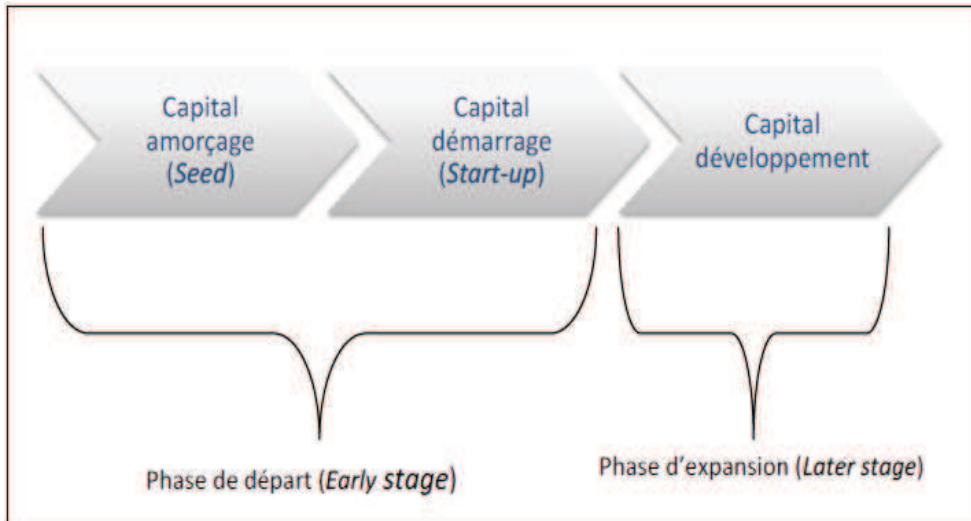 Capital
amorçage
(Seed)
Capital
démarrage
(Start-up)
Capital
développement
Phase de départ (Early stage)
Phase d'expansion (Later stage)